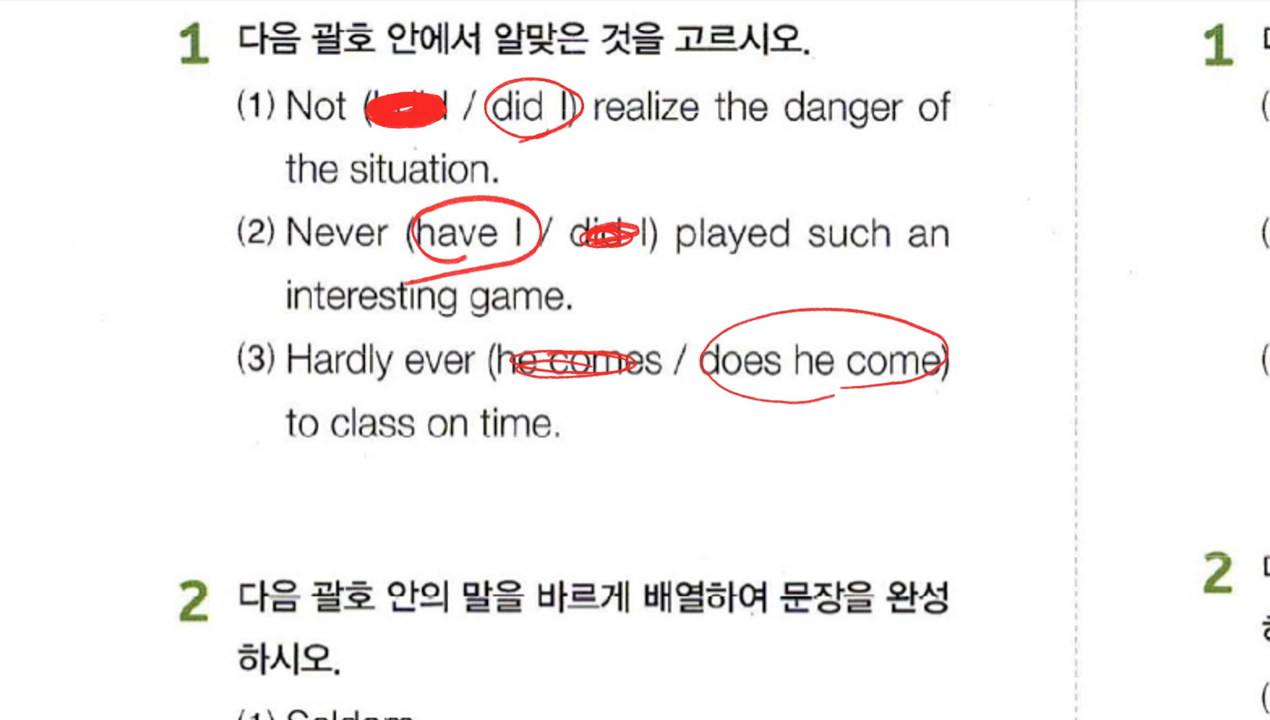 1 다음 괄호 안에서 알맞은 것을 고르시오.
(1) Not ( / did I) realize the danger of
the situation.
(2) Never (have I / did I) played such an
interesting game.
(3) Hardly ever (he comes / does he come)
to class on time.
2 다음 괄호 안의 말을 바르게 배열하여 문장을 완성
하시오.
1
2